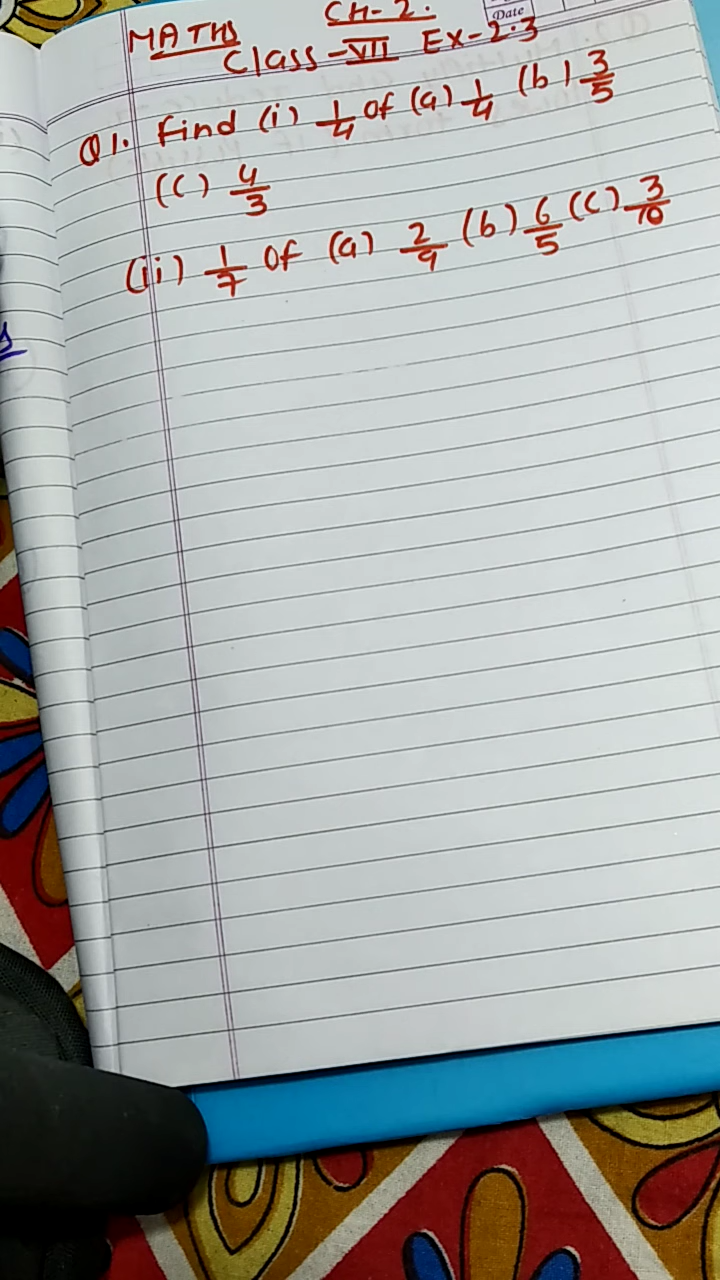 Date
MATHS CH-2.
Class-VII Ex-2.3
Q1. Find (i) 1/4 of (a) 1/4 (b) 3/5
(c) 4/3
(ii) 1/7 of (a) 2/9 (b) 6/5 (c) 3/10